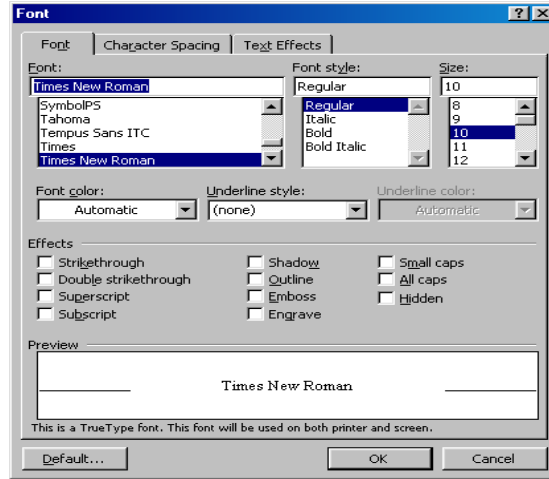 Font
Font Character Spacing Text Effects
Font: Font style: Size:
Times New Roman Regular 10
SymbolPS Regular 8
Tahoma Italic 9
Tempus Sans ITC Bold 10
Times Bold Italic 11
Times New Roman 12
Font color: Underline style: Underline color:
Automatic (none) Automatic
Effects
Strikethrough Shadow Small caps
Double strikethrough Outline All caps
Superscript Emboss Hidden
Subscript Engrave
Preview
Times New Roman
This is a TrueType font. This font will be used on both printer and screen.
Default... OK Cancel